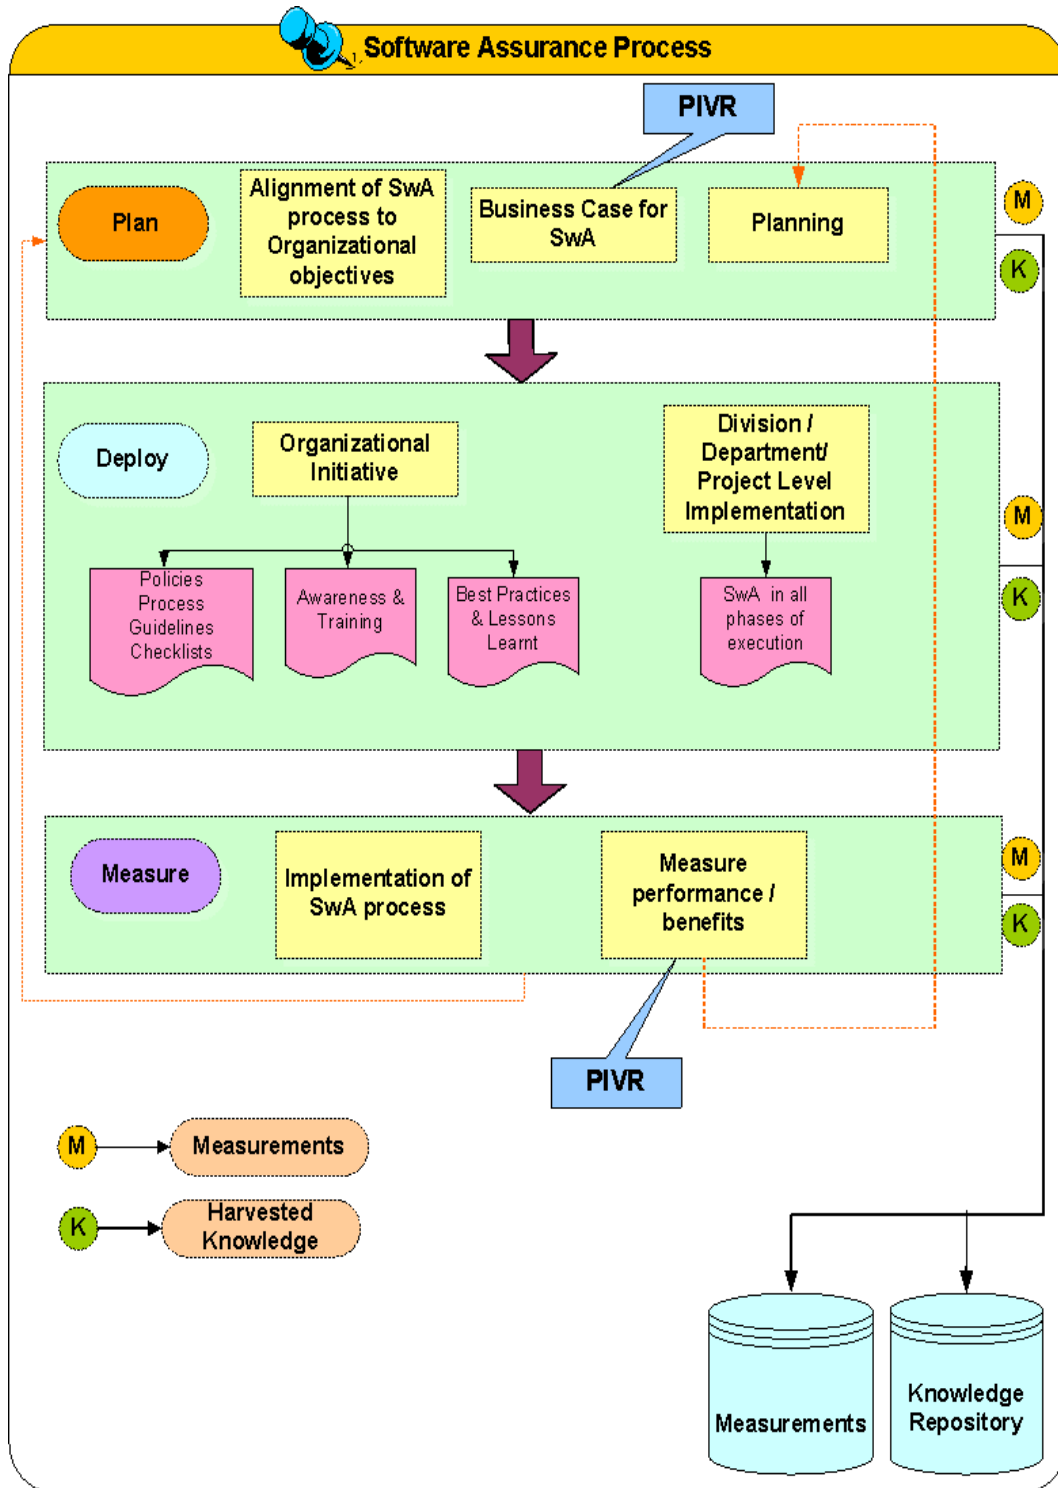 Software Assurance Process
PIVR
Plan
Alignment of SwA
process to
Organizational
objectives
Business Case for
SwA
Planning
M
K
Deploy
Organizational
Initiative
Division /
Department/
Project Level
Implementation
M
K
Policies
Process
Guidelines
Checklists
Awareness &
Training
Best Practices
& Lessons
Learnt
SwA in all
phases of
execution
Measure
Implementation of
SwA process
Measure
performance /
benefits
M
K
PIVR
M
Measurements
K
Harvested
Knowledge
Measurements
Knowledge
Repository